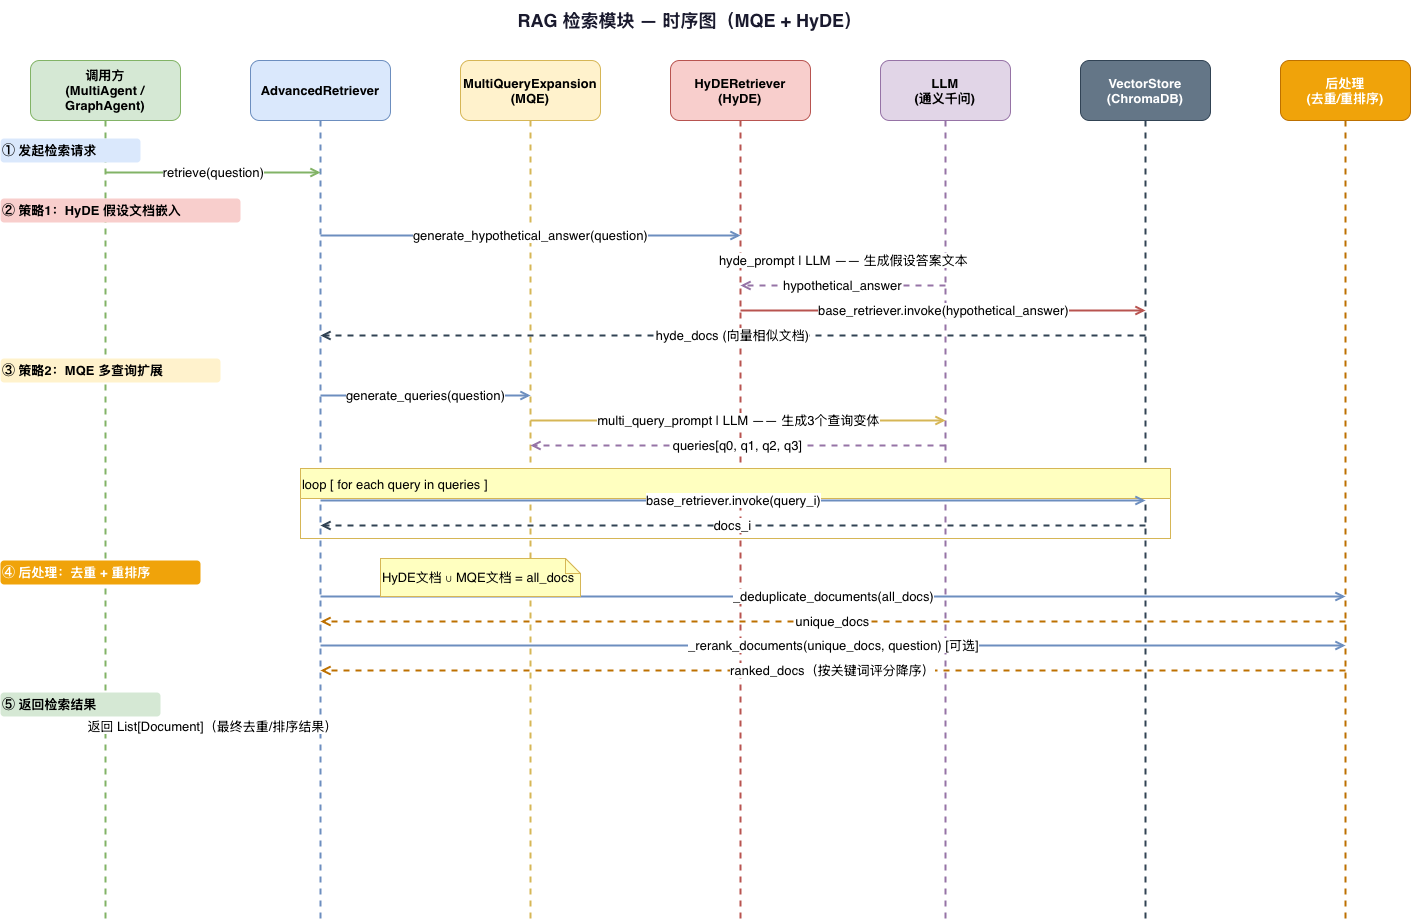 RAG 检索模块 — 时序图（MQE + HyDE）
调用方
(MultiAgent /
GraphAgent)
AdvancedRetriever
MultiQueryExpansion
(MQE)
HyDERetriever
(HyDE)
LLM
(通义千问)
VectorStore
(ChromaDB)
后处理
(去重/重排序)
① 发起检索请求
retrieve(question)
② 策略1：HyDE 假设文档嵌入
generate_hypothetical_answer(question)
hyde_prompt | LLM —— 生成假设答案文本
hypothetical_answer
base_retriever.invoke(hypothetical_answer)
hyde_docs (向量相似文档)
③ 策略2：MQE 多查询扩展
generate_queries(question)
multi_query_prompt | LLM —— 生成3个查询变体
queries[q0, q1, q2, q3]
loop [ for each query in queries ]
base_retriever.invoke(query_i)
docs_i
④ 后处理：去重 + 重排序
HyDE文档 ∪ MQE文档 = all_docs
_deduplicate_documents(all_docs)
unique_docs
_rerank_documents(unique_docs, question) [可选]
ranked_docs（按关键词评分降序）
⑤ 返回检索结果
返回 List[Document]（最终去重/排序结果）